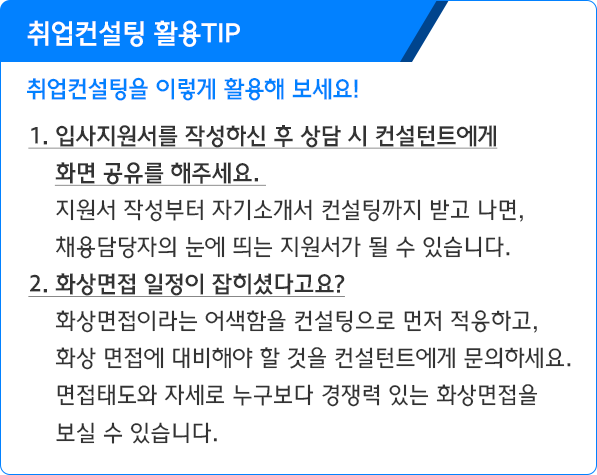 취업컨설팅 활용TIP
취업컨설팅을 이렇게 활용해 보세요!
1. 입사지원서를 작성하신 후 상담 시 컨설턴트에게
화면 공유를 해주세요.
지원서 작성부터 자기소개서 컨설팅까지 받고 나면,
채용담당자의 눈에 띄는 지원서가 될 수 있습니다.
2. 화상면접 일정이 잡히셨다고요?
화상면접이라는 어색함을 컨설팅으로 먼저 적응하고,
화상 면접에 대비해야 할 것을 컨설턴트에게 문의하세요.
면접태도와 자세로 누구보다 경쟁력 있는 화상면접을
보실 수 있습니다.